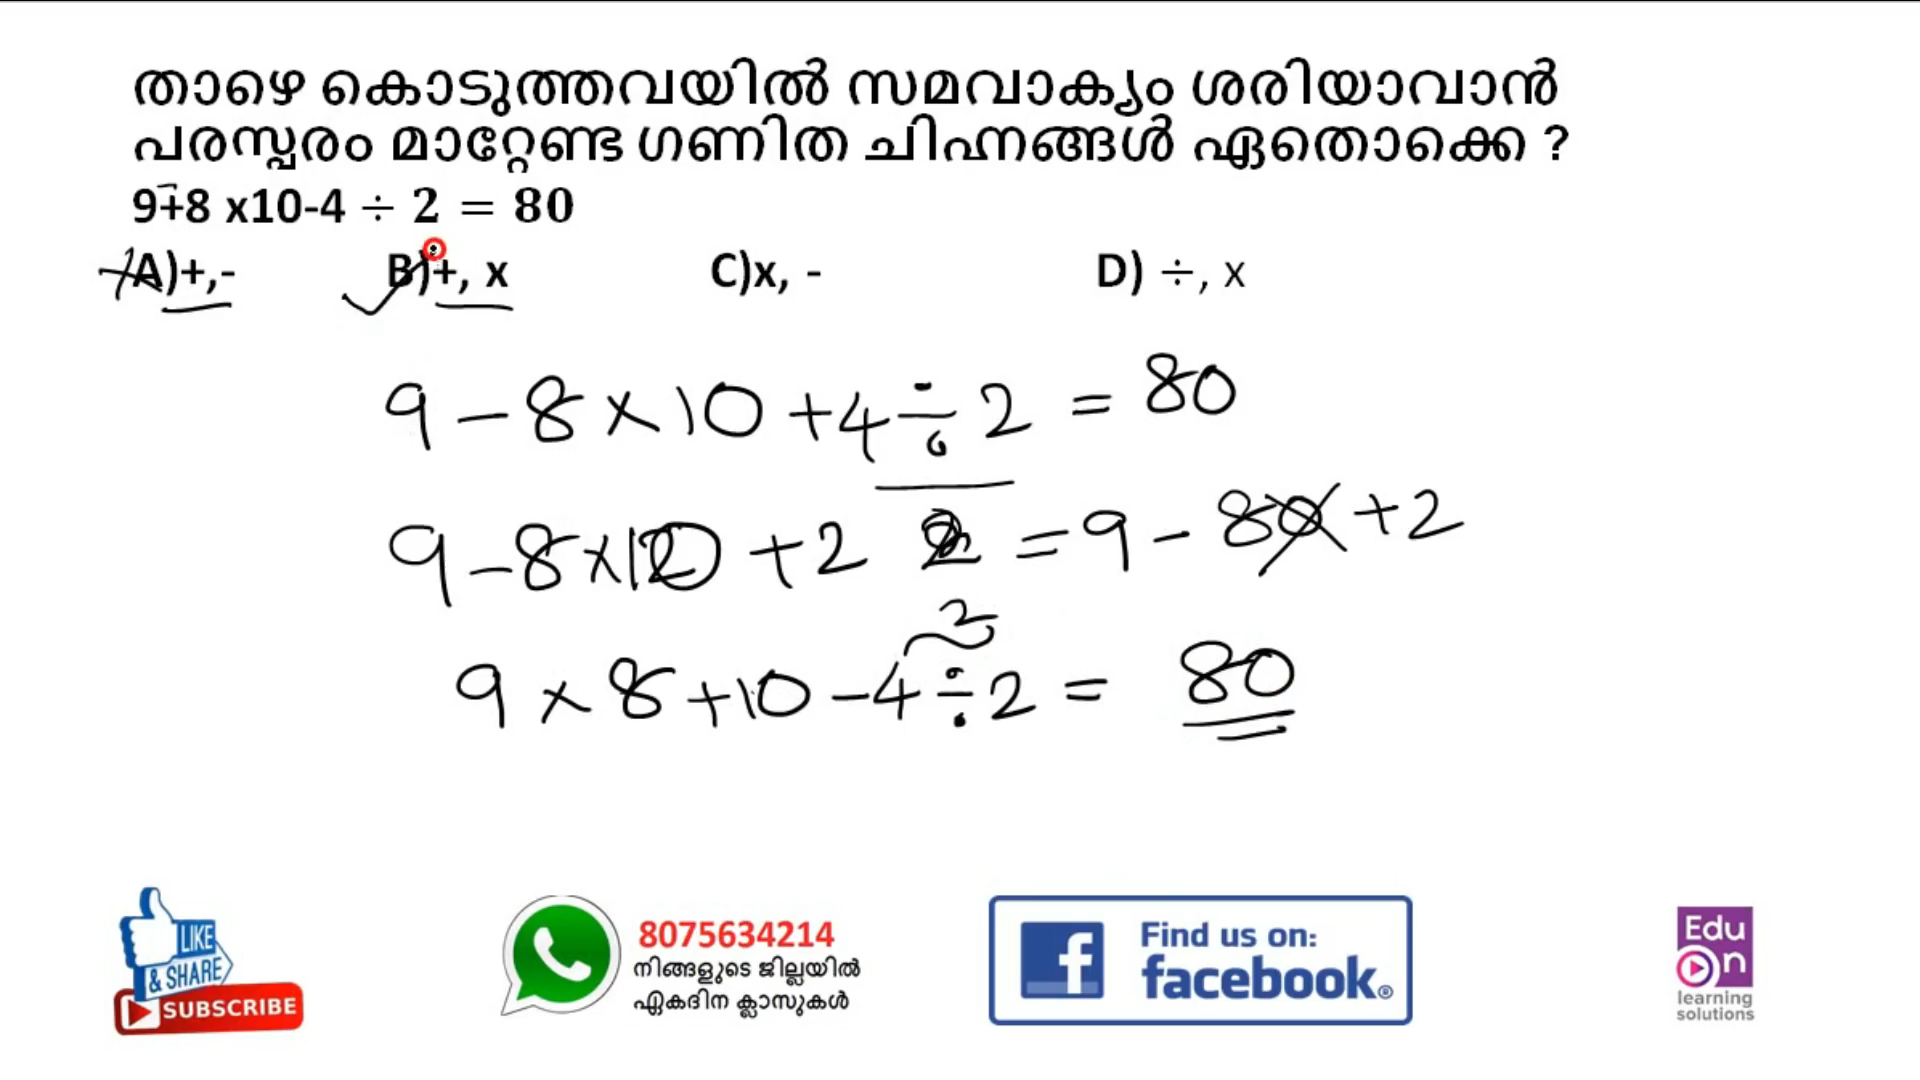 താഴെ കൊടുത്തവയിൽ സമവാക്യം ശരിയാവാൻ
പരസ്പരം മാറ്റേണ്ട ഗണിത ചിഹ്നങ്ങൾ ഏതൊക്കെ ?
9+8 x10-4 ÷ 2 = 80
A)+,- B)+, x C)x, - D) ÷, x
9 - 8 × 10 + 4 ÷ 2 = 80
9 - 8 × 10 + 2 = 9 - 80 + 2
2
9 × 8 + 10 - 4 ÷ 2 = 80
LIKE
& SHARE
SUBSCRIBE
8075634214
നിങ്ങളുടെ ജില്ലയിൽ
ഏകദിന ക്ലാസുകൾ
Find us on:
facebook®
Edu
On
learning
solutions